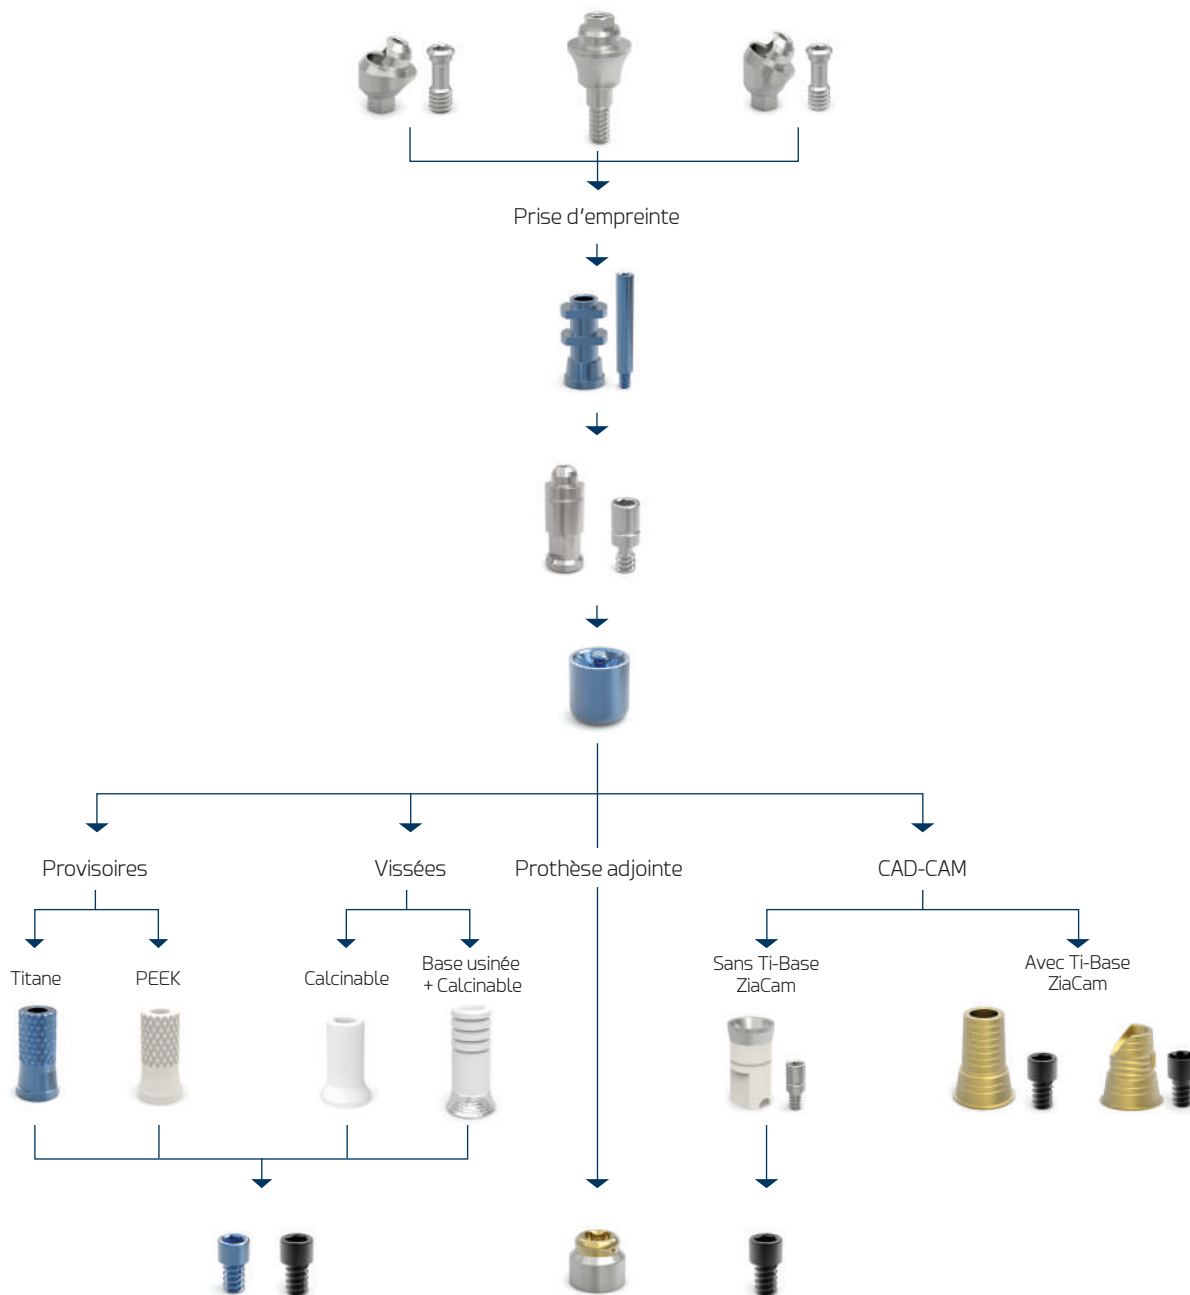 Prise d'empreinte
Provisoires
Vissées
Prothèse adjointe
CAD-CAM
Titane
PEEK
Calcinable
Base usinée
+ Calcinable
Sans Ti-Base
ZiaCam
Avec Ti-Base
ZiaCam